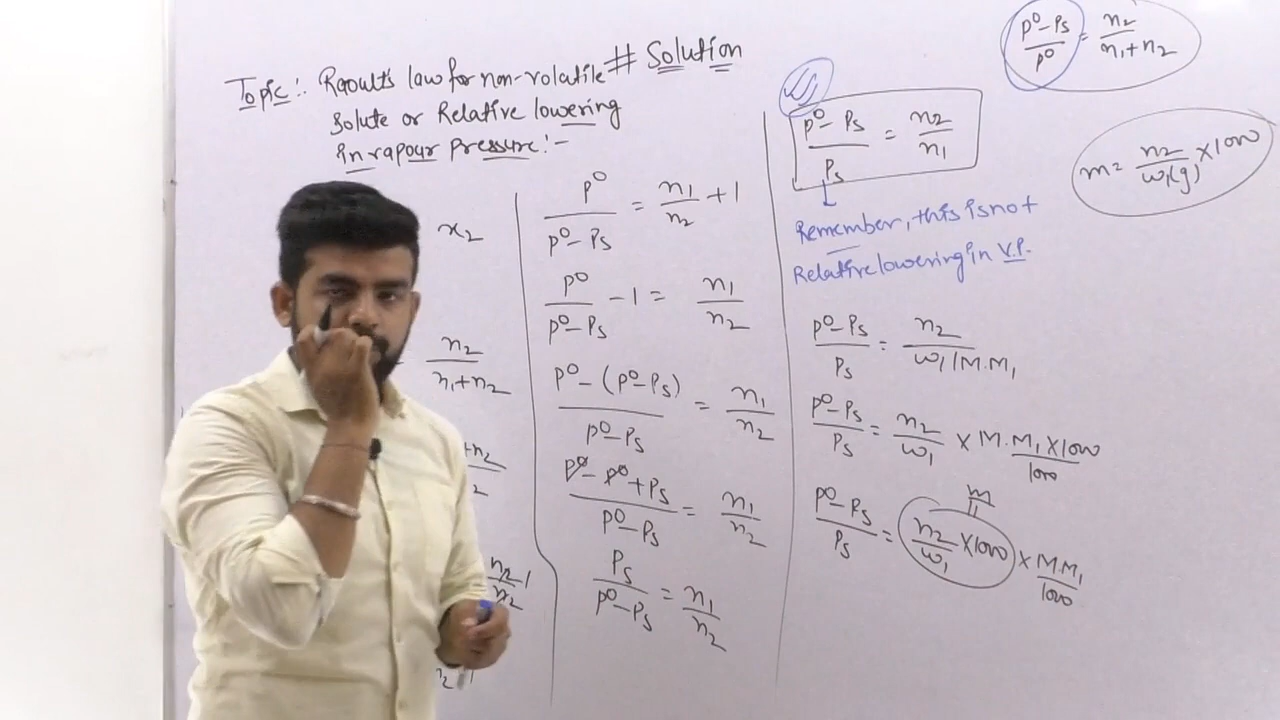 # Solution
Topic:- Raoult's law for non-volatile
Solute or Relative lowering
in vapour pressure:-
x₂
n₂/(n₁+n₂)
+n₂/2
P⁰/(P⁰-Pₛ) = n₁/n₂ + 1
P⁰/(P⁰-Pₛ) - 1 = n₁/n₂
(P⁰-(P⁰-Pₛ))/(P⁰-Pₛ) = n₁/n₂
(P⁰-P⁰+Pₛ)/(P⁰-Pₛ) = n₁/n₂
Pₛ/(P⁰-Pₛ) = n₁/n₂
(P⁰-Pₛ)/Pₛ = n₂/n₁
Remember, this is not
Relative lowering in V.P.
(P⁰-Pₛ)/Pₛ = n₂/(w₁/M.M₁)
(P⁰-Pₛ)/Pₛ = n₂/w₁ × M.M₁×1000/1000
m
(P⁰-Pₛ)/Pₛ = (n₂/w₁ ×1000) × M.M₁/1000
(P⁰-Pₛ)/P⁰ = n₂/(n₁+n₂)
m = n₂/w₁(g) ×1000